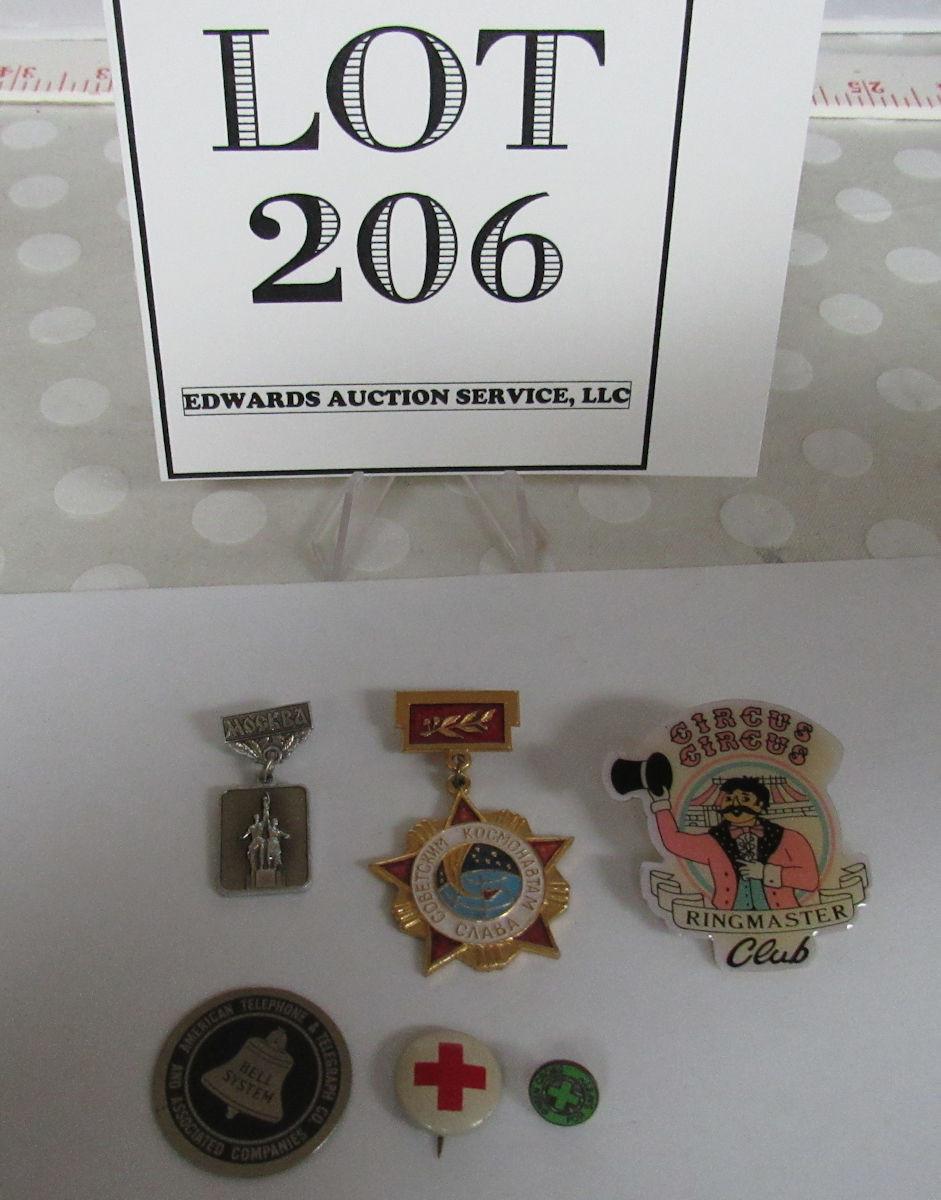 LOT
206
EDWARDS AUCTION SERVICE, LLC
МОСКВА
СОВЕТСКИМ КОСМОНАВТАМ
СЛАВА
CIRCUS
CIRCUS
RINGMASTER
Club
AMERICAN TELEPHONE & TELEGRAPH CO.
AND ASSOCIATED COMPANIES
BELL
SYSTEM